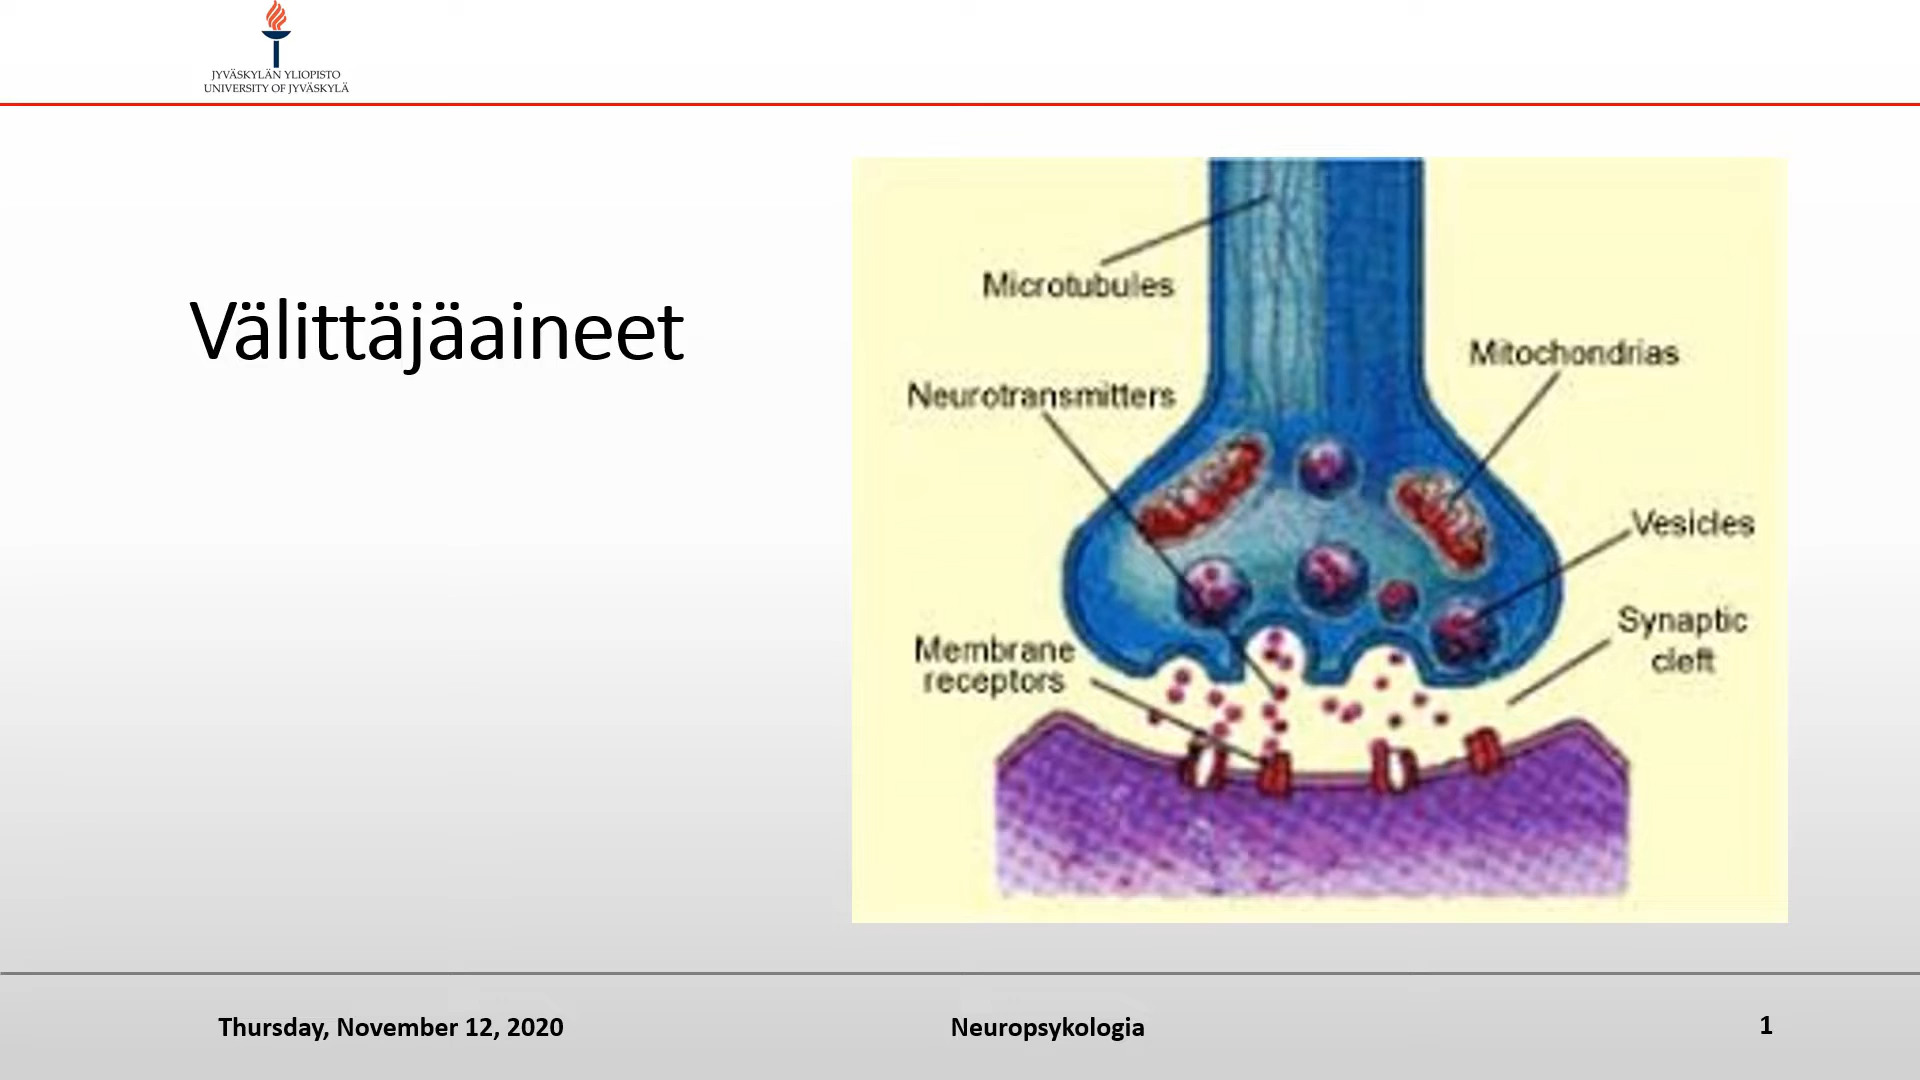 JYVÄSKYLÄN YLIOPISTO
UNIVERSITY OF JYVÄSKYLÄ
Välittäjäaineet
Microtubules
Mitochondrias
Neurotransmitters
Vesicles
Synaptic
cleft
Membrane
receptors
Thursday, November 12, 2020
Neuropsykologia
1